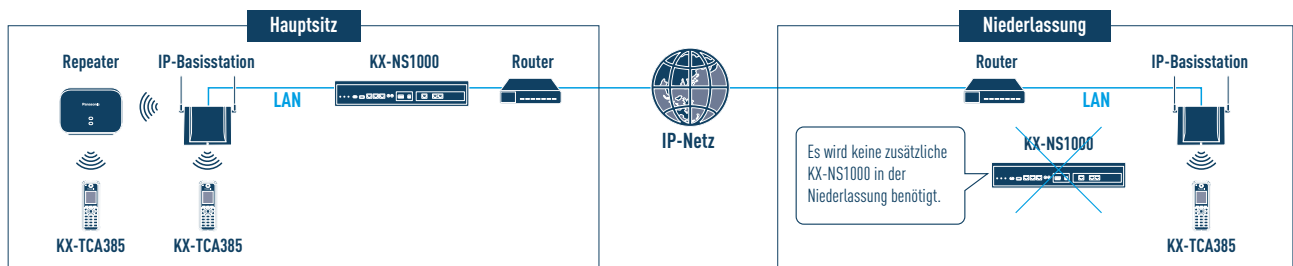 Hauptsitz
Niederlassung
Repeater
IP-Basisstation
KX-NS1000
Router
Router
IP-Basisstation
Panasonic
LAN
LAN
IP-Netz
KX-NS1000
Es wird keine zusätzliche
KX-NS1000 in der
Niederlassung benötigt.
KX-TCA385
KX-TCA385
KX-TCA385